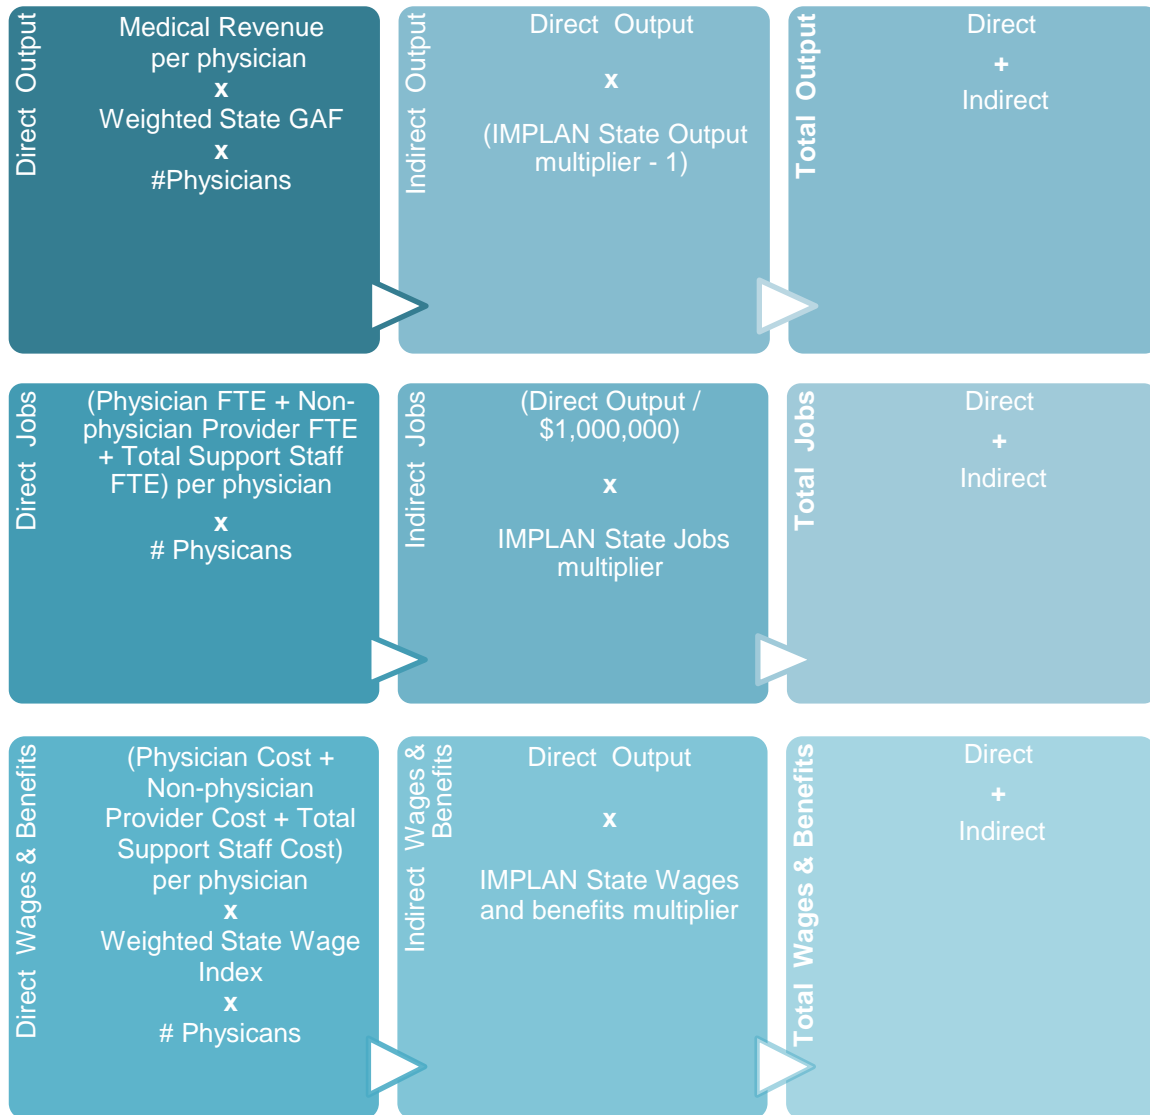 Direct Output
Medical Revenue
per physician
x
Weighted State GAF
x
#Physicians
Indirect Output
Direct Output
x
(IMPLAN State Output
multiplier - 1)
Total Output
Direct
+
Indirect
Direct Jobs
(Physician FTE + Non-
physician Provider FTE
+ Total Support Staff
FTE) per physician
x
# Physicans
Indirect Jobs
(Direct Output /
$1,000,000)
x
IMPLAN State Jobs
multiplier
Total Jobs
Direct
+
Indirect
Direct Wages & Benefits
(Physician Cost +
Non-physician
Provider Cost + Total
Support Staff Cost)
per physician
x
Weighted State Wage
Index
x
# Physicans
Indirect Wages &
Benefits
Direct Output
x
IMPLAN State Wages
and benefits multiplier
Total Wages & Benefits
Direct
+
Indirect